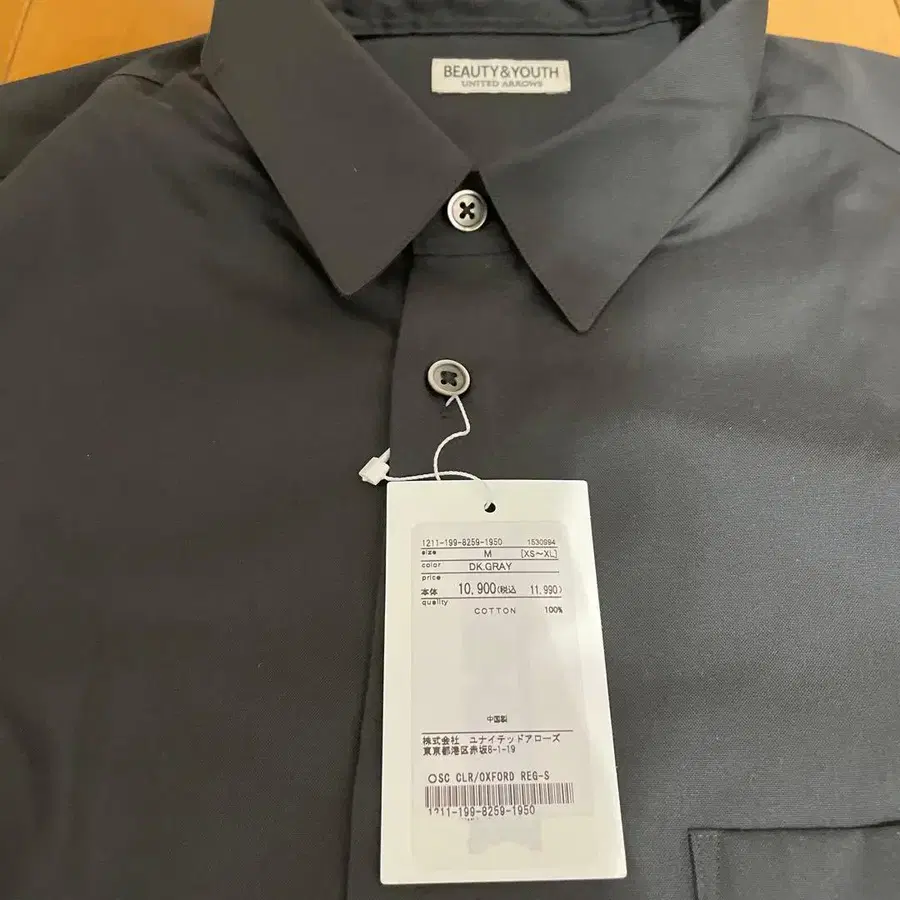 BEAUTY&YOUTH
UNITED ARROWS
1211-199-8259-1950 1530994
size M [XS～XL]
color DK.GRAY
price
本体 10,900(税込 11,990)
quality
COTTON 100%
中国製
株式会社 ユナイテッドアローズ
東京都港区赤坂8-1-19
○SC CLR/OXFORD REG-S
1211-199-8259-1950